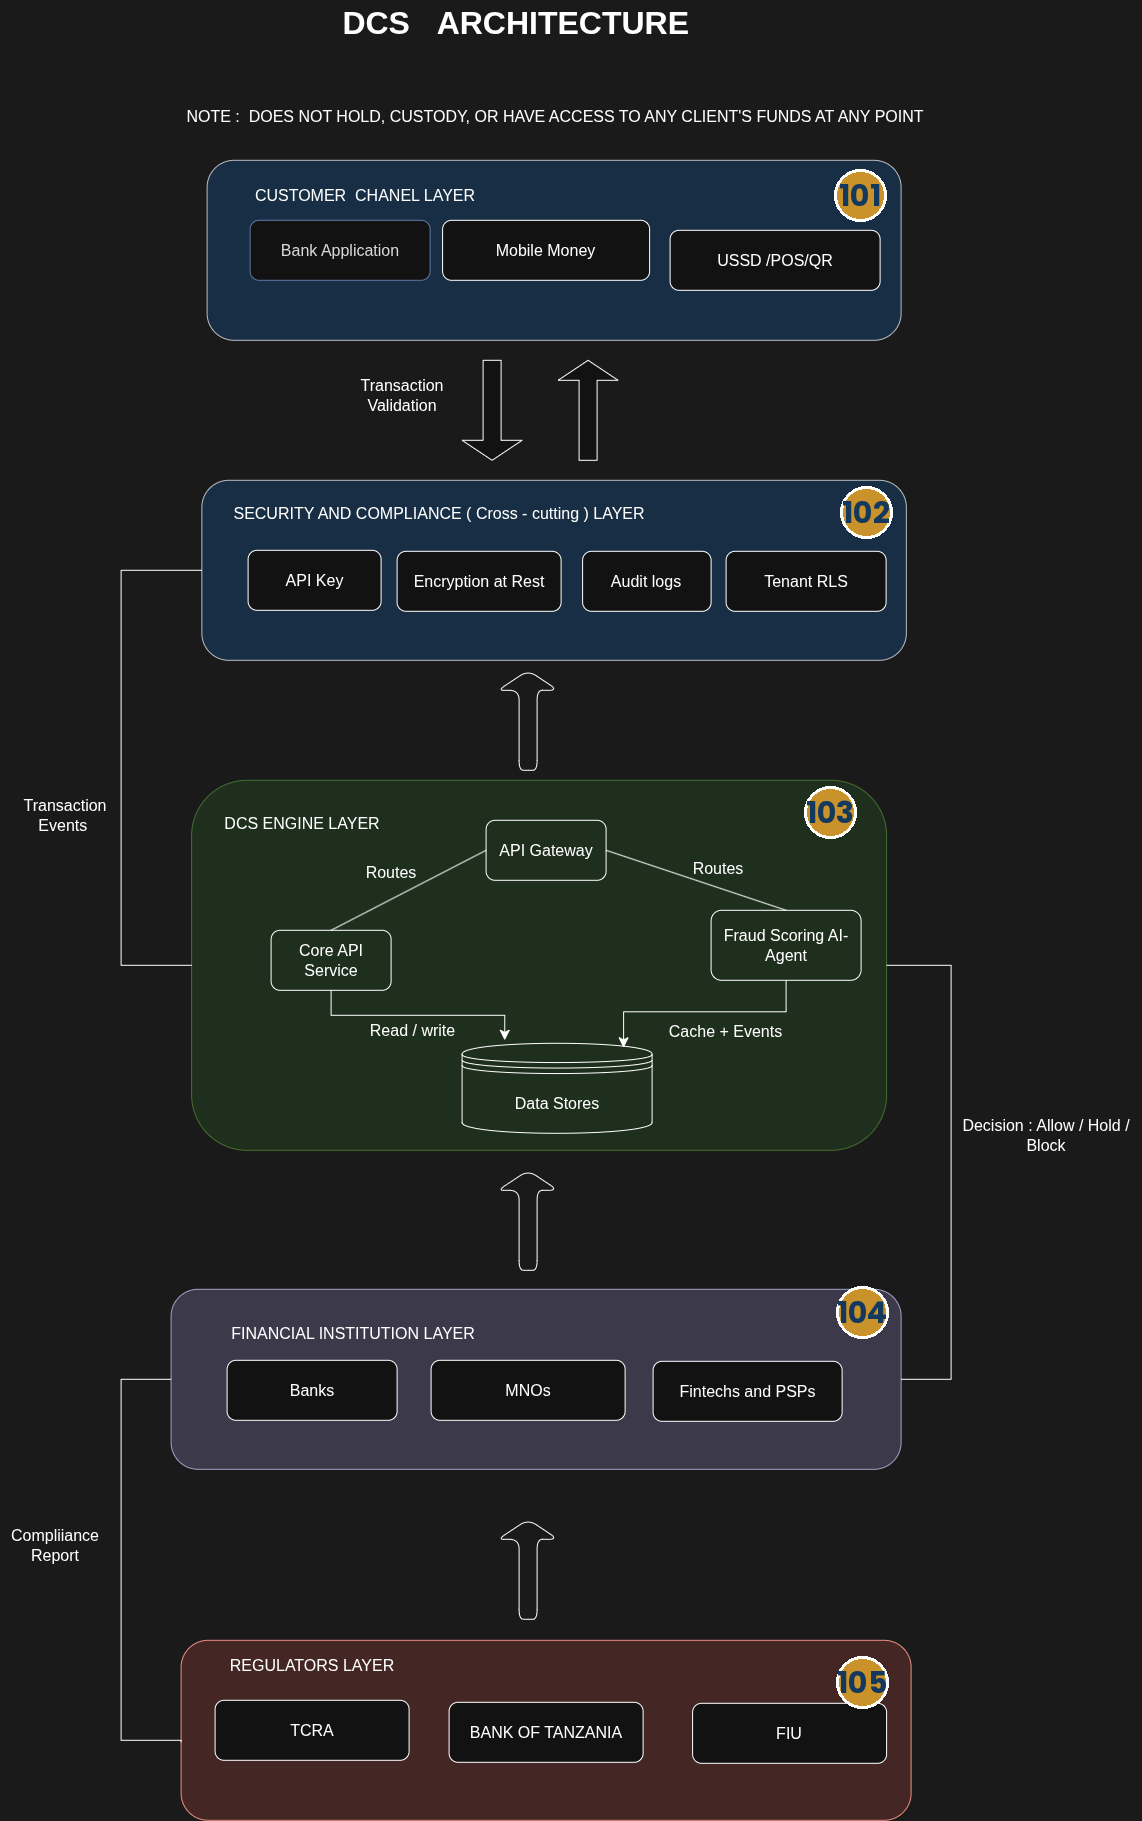 DCS ARCHITECTURE
NOTE : DOES NOT HOLD, CUSTODY, OR HAVE ACCESS TO ANY CLIENT'S FUNDS AT ANY POINT
CUSTOMER CHANEL LAYER
101
Bank Application
Mobile Money
USSD /POS/QR
Transaction
Validation
SECURITY AND COMPLIANCE ( Cross - cutting ) LAYER
102
API Key
Encryption at Rest
Audit logs
Tenant RLS
Transaction
Events
DCS ENGINE LAYER
103
API Gateway
Routes
Routes
Core API
Service
Fraud Scoring AI-
Agent
Read / write
Cache + Events
Data Stores
Decision : Allow / Hold /
Block
FINANCIAL INSTITUTION LAYER
104
Banks
MNOs
Fintechs and PSPs
Compliiance
Report
REGULATORS LAYER
105
TCRA
BANK OF TANZANIA
FIU